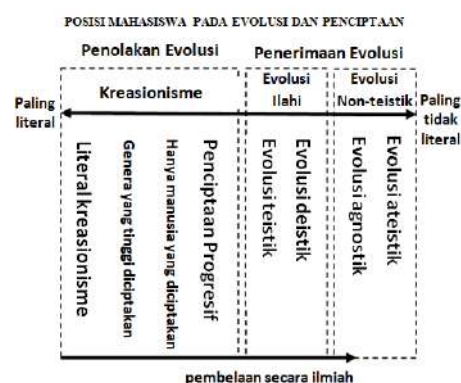 POSISI MAHASISWA PADA EVOLUSI DAN PENCIPTAAN
Penolakan Evolusi
Penerimaan Evolusi
Kreasionisme
Evolusi
Ilahi
Evolusi
Non-teistik
Paling
literal
Paling
tidak
literal
Literal kreasionisme
Genera yang tinggi diciptakan
Hanya manusia yang diciptakan
Penciptaan Progresif
Evolusi teistik
Evolusi deistik
Evolusi agnostik
Evolusi ateistik
pembelaan secara ilmiah